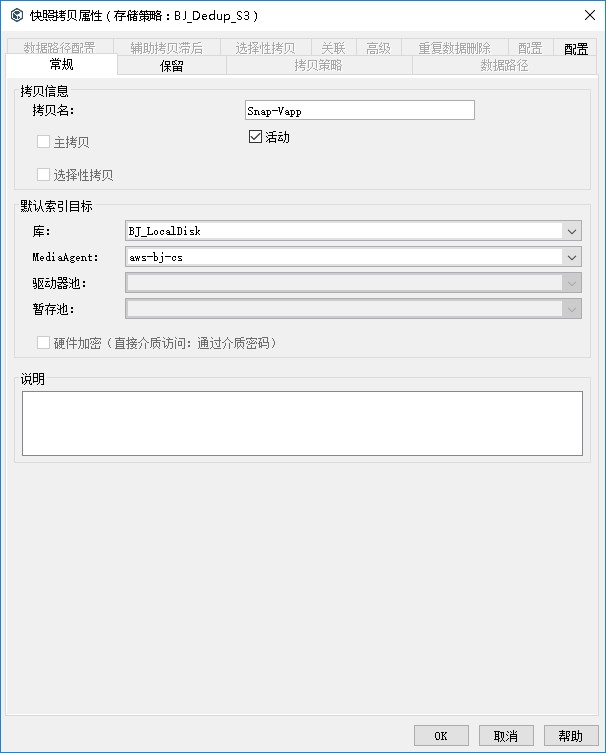 快照拷贝属性 ( 存储策略 : BJ_Dedup_S3 )
数据路径配置 辅助拷贝滞后 选择性拷贝 关联 高级 重复数据删除 配置 配置
常规 保留 拷贝策略 数据路径
拷贝信息
拷贝名: Snap-Vapp
主拷贝 活动
选择性拷贝
默认索引目标
库: BJ_LocalDisk
MediaAgent: aws-bj-cs
驱动器池:
暂存池:
硬件加密 (直接介质访问: 通过介质密码)
说明
OK 取消 帮助